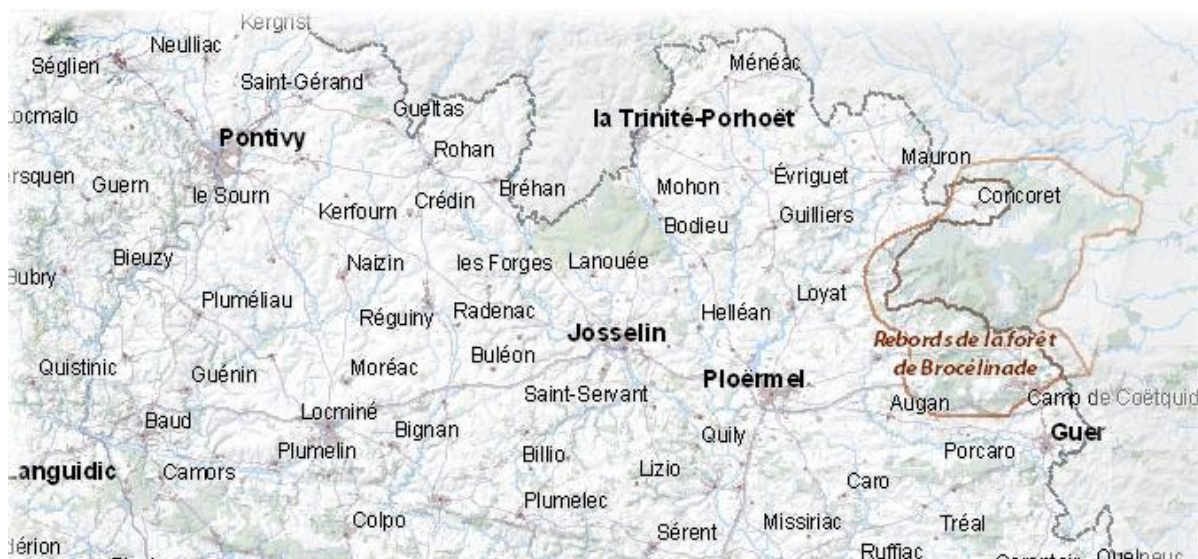 Kergrist
Neulliac
Séglien
Ménéac
Saint-Gérand
Gueltas
la Trinité-Porhoët
Pontivy
Rohan
Mauron
Guern
le Sourn
Bréhan
Mohon
Évriguet
Concoret
Kerfourn
Crédin
Bodieu
Guilliers
Bieuzy
Naizin
les Forges
Lanouée
Pluméliau
Réguiny
Radenac
Helléan
Loyat
Josselin
Rebords de la forêt
de Brocélinade
Quistinic
Guénin
Moréac
Buléon
Ploërmel
Saint-Servant
Augan
Camp de Coëtquid
Baud
Locminé
Bignan
Quily
Guer
Languidic
Camors
Plumelin
Billio
Lizio
Porcaro
Caro
Plumelec
Colpo
Sérent
Missiriac
Tréal
Ruffiac